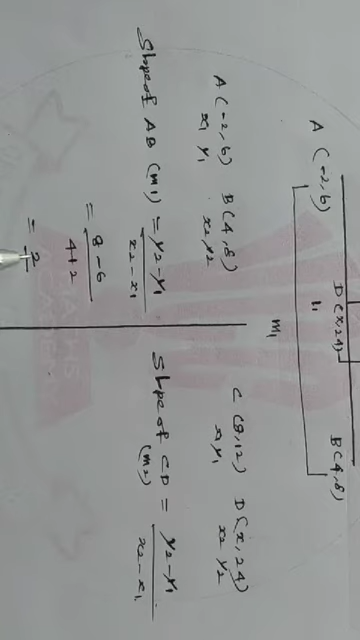 A (-2,6) D(x,24) B(4,8)
L1
m1
A (-2,6) B(4,8)
x1 y1 x2 y2
Slope of AB (m1) = y2-y1
x2-x1
= 8-6
4+2
= 2
C (8,12) D(x,24)
x1 y1 x2 y2
Slope of CD = y2-y1
(m2) x2-x1